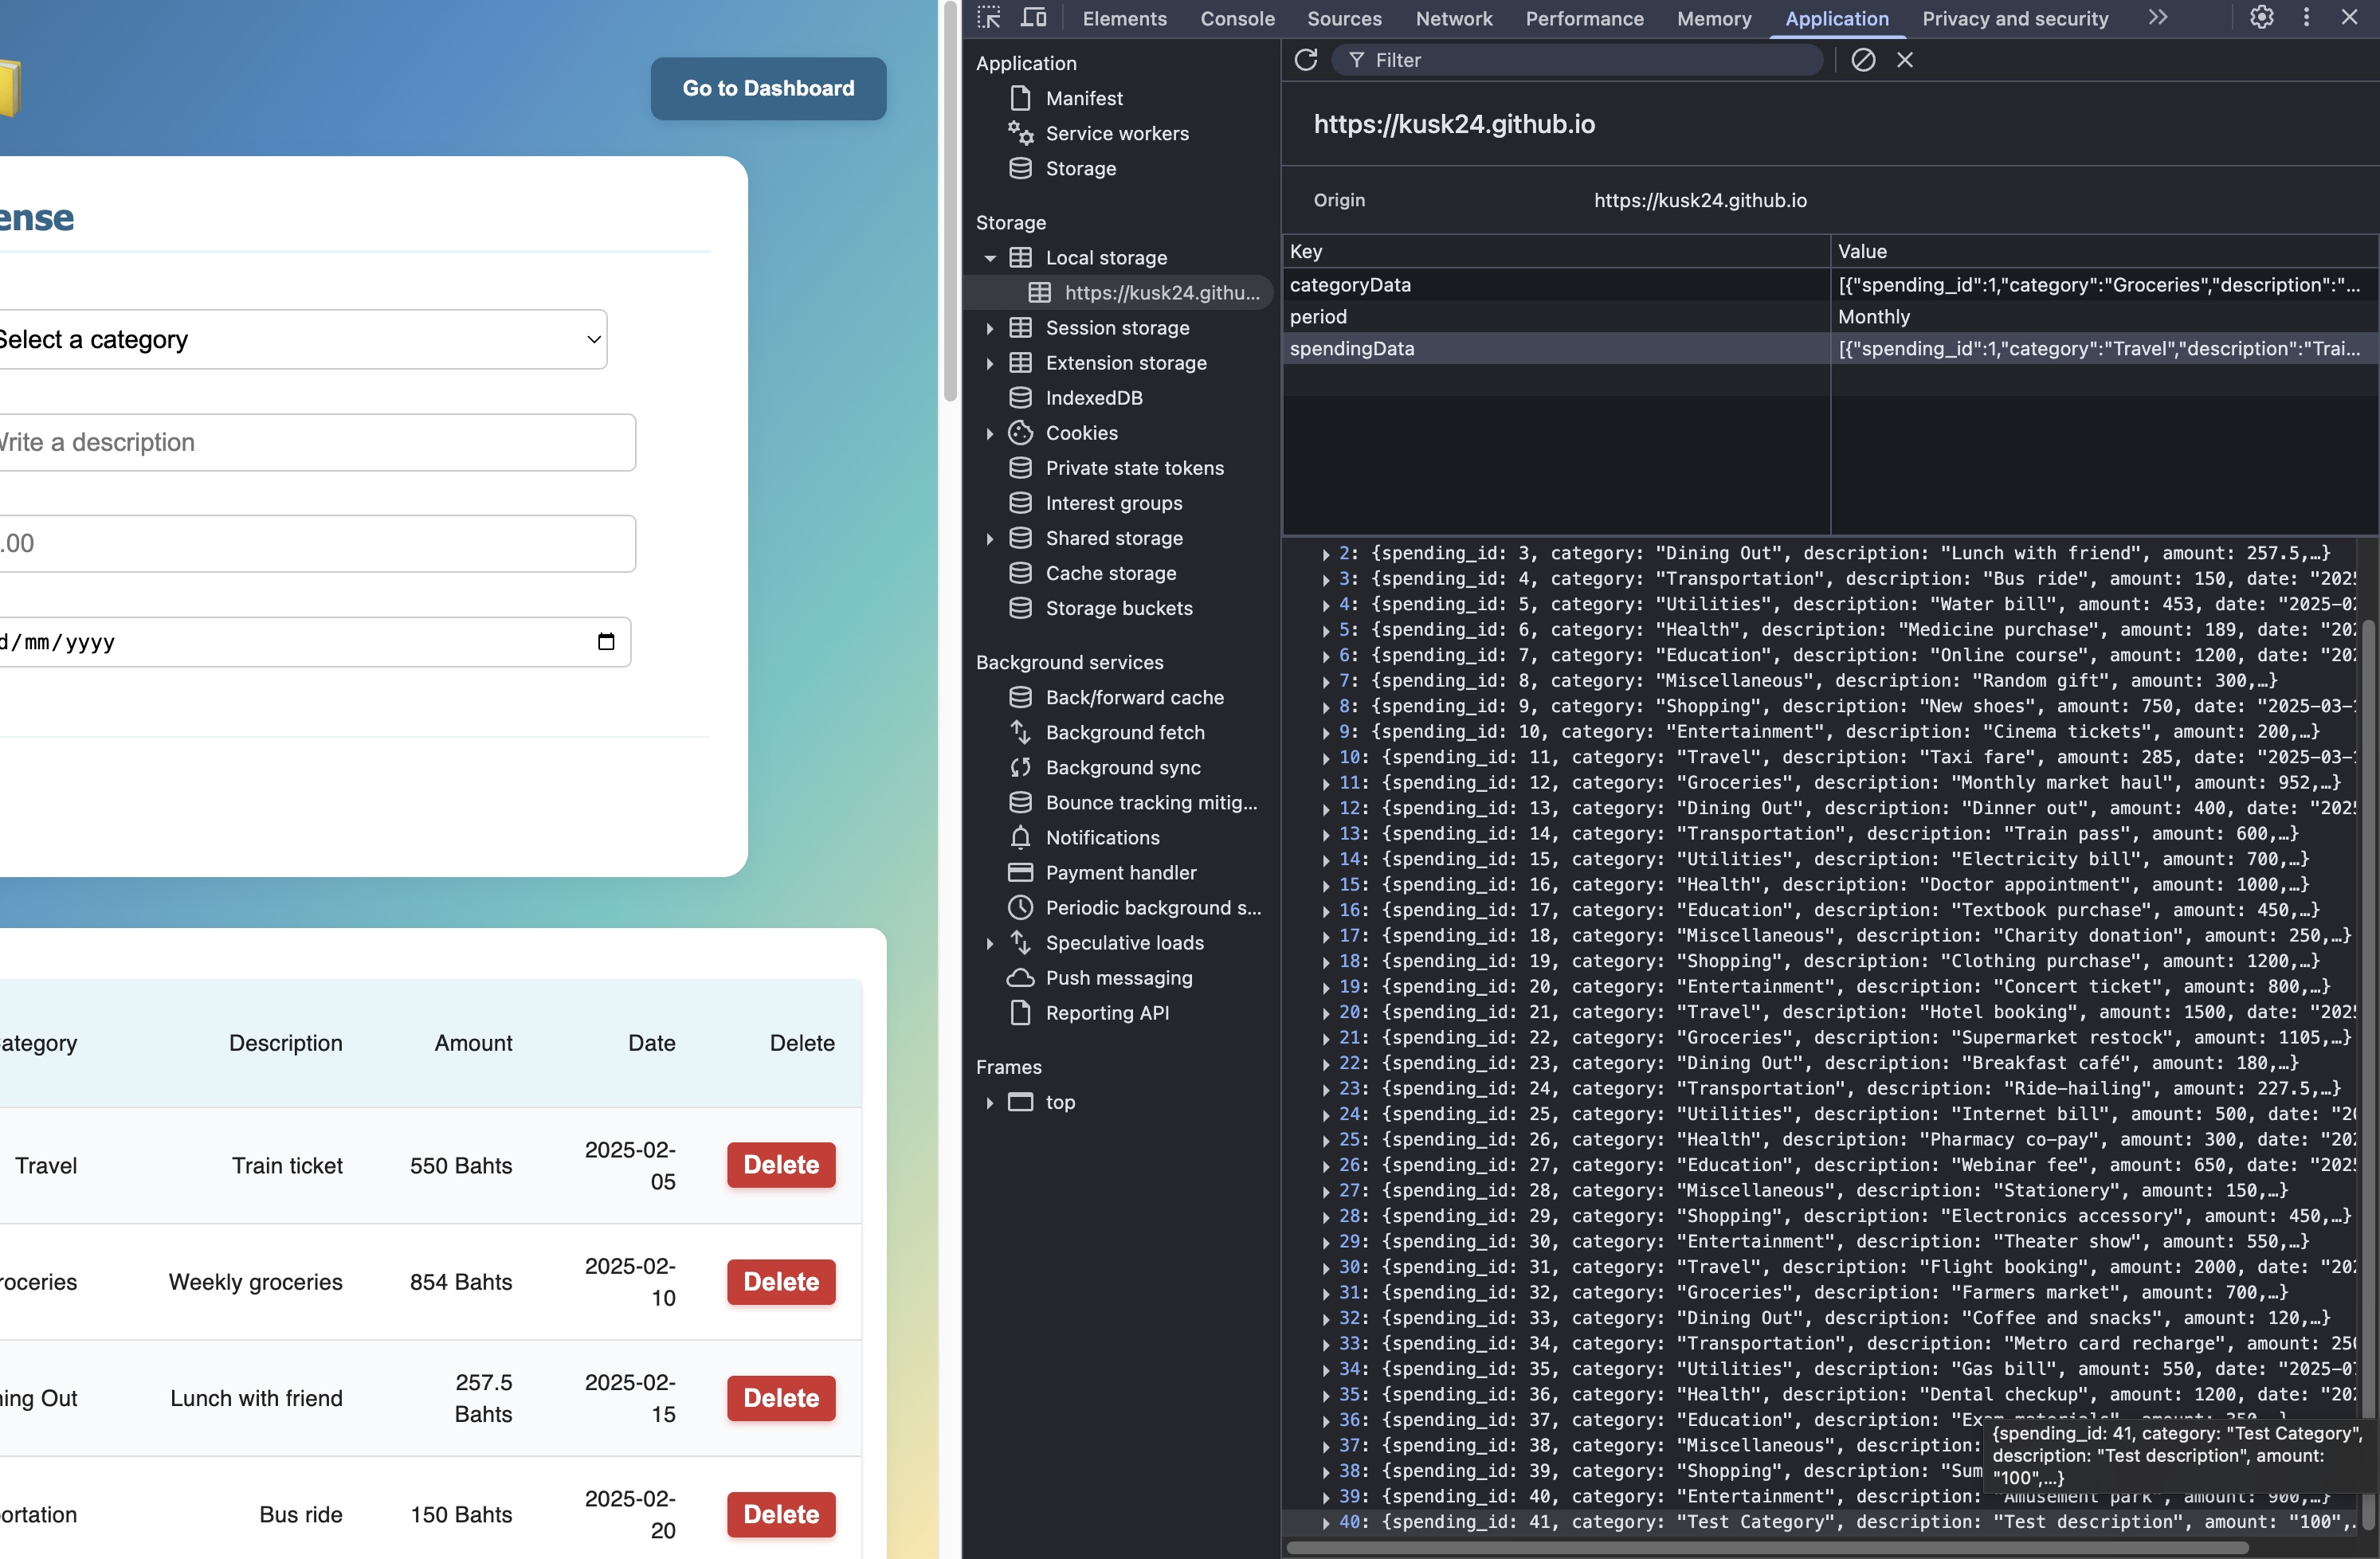 Go to Dashboard
ense
Select a category
Write a description
.00
d/mm/yyyy
ategory Description Amount Date Delete
Travel Train ticket 550 Bahts 2025-02-
05 Delete
roceries Weekly groceries 854 Bahts 2025-02-
10 Delete
ning Out Lunch with friend 257.5
Bahts 2025-02-
15 Delete
ortation Bus ride 150 Bahts 2025-02-
20 Delete
Elements Console Sources Network Performance Memory Application Privacy and security
Application
Manifest
Service workers
Storage
Storage
Local storage
https://kusk24.githu...
Session storage
Extension storage
IndexedDB
Cookies
Private state tokens
Interest groups
Shared storage
Cache storage
Storage buckets
Background services
Back/forward cache
Background fetch
Background sync
Bounce tracking mitig...
Notifications
Payment handler
Periodic background s...
Speculative loads
Push messaging
Reporting API
Frames
top
Filter
https://kusk24.github.io
Origin https://kusk24.github.io
Key Value
categoryData [{"spending_id":1,"category":"Groceries","description":"...
period Monthly
spendingData [{"spending_id":1,"category":"Travel","description":"Trai...
2: {spending_id: 3, category: "Dining Out", description: "Lunch with friend", amount: 257.5,…}
3: {spending_id: 4, category: "Transportation", description: "Bus ride", amount: 150, date: "2025
4: {spending_id: 5, category: "Utilities", description: "Water bill", amount: 453, date: "2025-02
5: {spending_id: 6, category: "Health", description: "Medicine purchase", amount: 189, date: "202
6: {spending_id: 7, category: "Education", description: "Online course", amount: 1200, date: "202
7: {spending_id: 8, category: "Miscellaneous", description: "Random gift", amount: 300,…}
8: {spending_id: 9, category: "Shopping", description: "New shoes", amount: 750, date: "2025-03-1
9: {spending_id: 10, category: "Entertainment", description: "Cinema tickets", amount: 200,…}
10: {spending_id: 11, category: "Travel", description: "Taxi fare", amount: 285, date: "2025-03-1
11: {spending_id: 12, category: "Groceries", description: "Monthly market haul", amount: 952,…}
12: {spending_id: 13, category: "Dining Out", description: "Dinner out", amount: 400, date: "2025
13: {spending_id: 14, category: "Transportation", description: "Train pass", amount: 600,…}
14: {spending_id: 15, category: "Utilities", description: "Electricity bill", amount: 700,…}
15: {spending_id: 16, category: "Health", description: "Doctor appointment", amount: 1000,…}
16: {spending_id: 17, category: "Education", description: "Textbook purchase", amount: 450,…}
17: {spending_id: 18, category: "Miscellaneous", description: "Charity donation", amount: 250,…}
18: {spending_id: 19, category: "Shopping", description: "Clothing purchase", amount: 1200,…}
19: {spending_id: 20, category: "Entertainment", description: "Concert ticket", amount: 800,…}
20: {spending_id: 21, category: "Travel", description: "Hotel booking", amount: 1500, date: "2025
21: {spending_id: 22, category: "Groceries", description: "Supermarket restock", amount: 1105,…}
22: {spending_id: 23, category: "Dining Out", description: "Breakfast café", amount: 180,…}
23: {spending_id: 24, category: "Transportation", description: "Ride-hailing", amount: 227.5,…}
24: {spending_id: 25, category: "Utilities", description: "Internet bill", amount: 500, date: "20
25: {spending_id: 26, category: "Health", description: "Pharmacy co-pay", amount: 300, date: "202
26: {spending_id: 27, category: "Education", description: "Webinar fee", amount: 650, date: "2025
27: {spending_id: 28, category: "Miscellaneous", description: "Stationery", amount: 150,…}
28: {spending_id: 29, category: "Shopping", description: "Electronics accessory", amount: 450,…}
29: {spending_id: 30, category: "Entertainment", description: "Theater show", amount: 550,…}
30: {spending_id: 31, category: "Travel", description: "Flight booking", amount: 2000, date: "202
31: {spending_id: 32, category: "Groceries", description: "Farmers market", amount: 700,…}
32: {spending_id: 33, category: "Dining Out", description: "Coffee and snacks", amount: 120,…}
33: {spending_id: 34, category: "Transportation", description: "Metro card recharge", amount: 250
34: {spending_id: 35, category: "Utilities", description: "Gas bill", amount: 550, date: "2025-07
35: {spending_id: 36, category: "Health", description: "Dental checkup", amount: 1200, date: "202
36: {spending_id: 37, category: "Education", description: "Exam materials", amount: 350,…}
37: {spending_id: 38, category: "Miscellaneous", description:
38: {spending_id: 39, category: "Shopping", description: "Sum
39: {spending_id: 40, category: "Entertainment", description: "Amusement park", amount: 900,…}
40: {spending_id: 41, category: "Test Category", description: "Test description", amount: "100",
{spending_id: 41, category: "Test Category",
description: "Test description", amount:
"100",…}